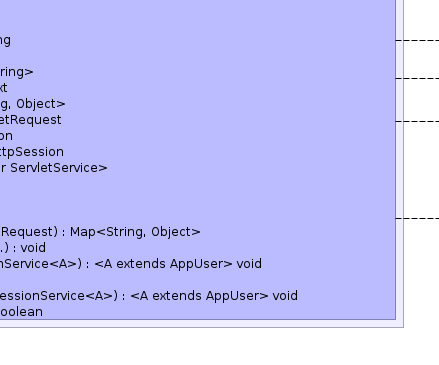 ng
ring>
xt
g, Object>
etRequest
on
ttpSession
r ServletService>
Request) : Map<String, Object>
.) : void
nService<A>) : <A extends AppUser> void
essionService<A>) : <A extends AppUser> void
oolean